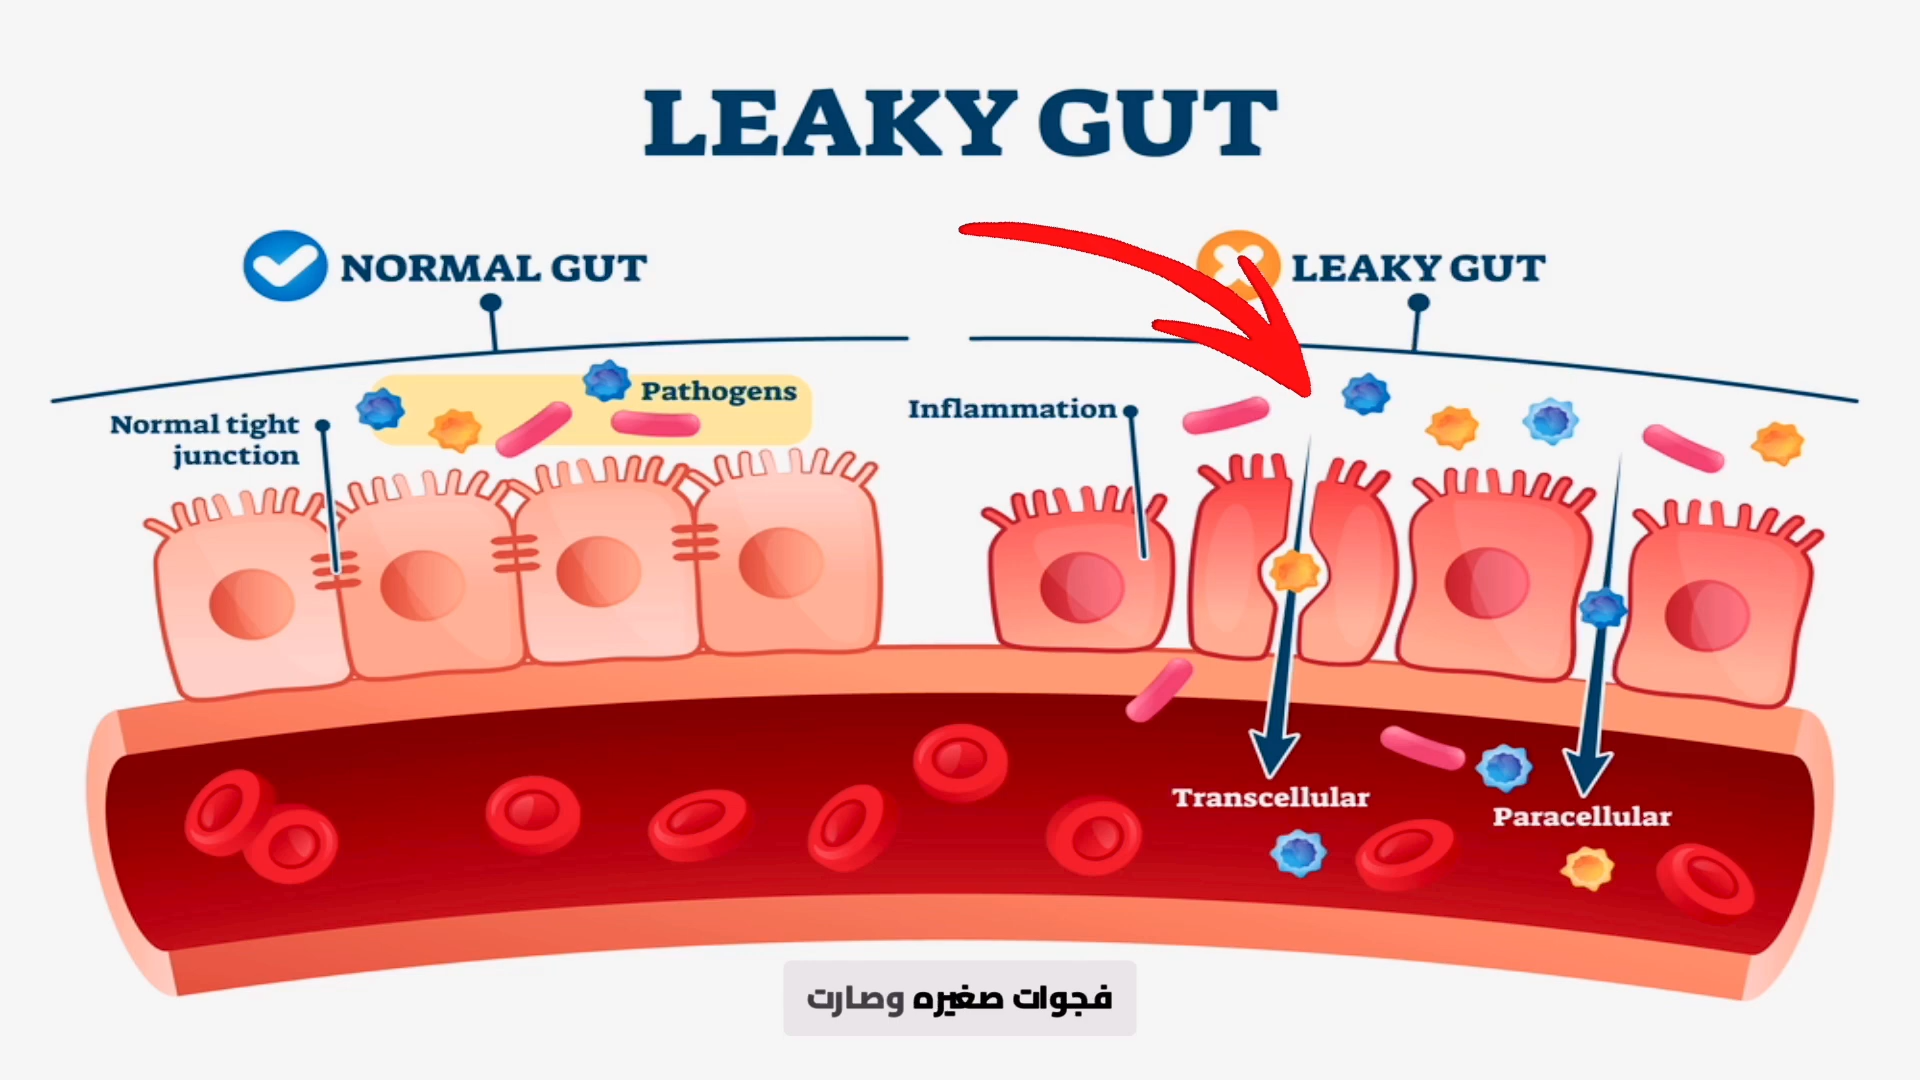 LEAKY GUT
NORMAL GUT
LEAKY GUT
Pathogens
Normal tight
junction
Inflammation
Transcellular
Paracellular
فجوات صغيره وصارت